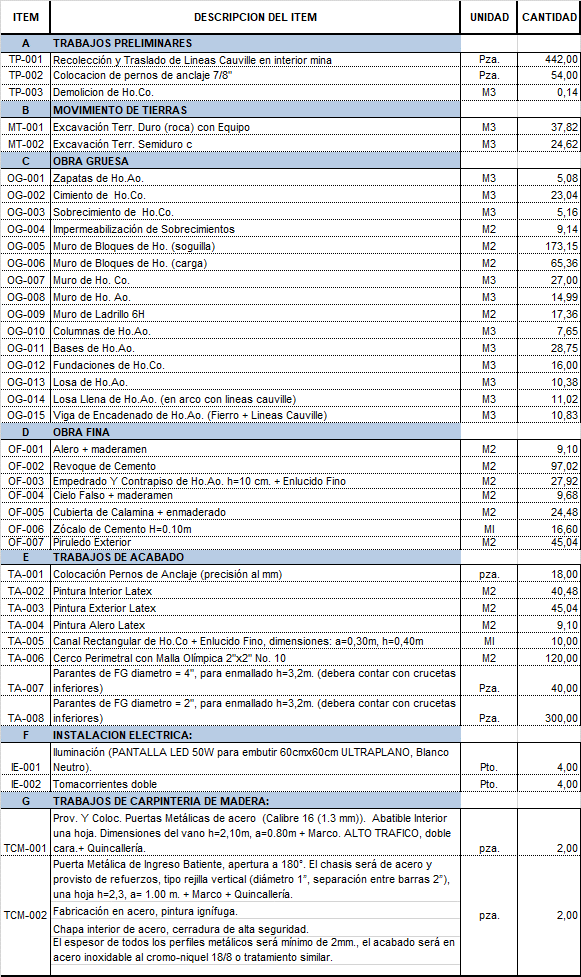 ITEM DESCRIPCION DEL ITEM UNIDAD CANTIDAD
A TRABAJOS PRELIMINARES
TP-001 Recolección y Traslado de Lineas Cauville en interior mina Pza. 442,00
TP-002 Colocacion de pernos de anclaje 7/8" Pza. 54,00
TP-003 Demolicion de Ho.Co. M3 0,14
B MOVIMIENTO DE TIERRAS
MT-001 Excavación Terr. Duro (roca) con Equipo M3 37,82
MT-002 Excavación Terr. Semiduro c M3 24,62
C OBRA GRUESA
OG-001 Zapatas de Ho.Ao. M3 5,08
OG-002 Cimiento de Ho.Co. M3 23,04
OG-003 Sobrecimiento de Ho.Co. M3 5,16
OG-004 Impermeabilización de Sobrecimientos M2 9,14
OG-005 Muro de Bloques de Ho. (soguilla) M2 173,15
OG-006 Muro de Bloques de Ho. (carga) M2 65,36
OG-007 Muro de Ho. Co. M3 27,00
OG-008 Muro de Ho. Ao. M3 14,99
OG-009 Muro de Ladrillo 6H M2 17,36
OG-010 Columnas de Ho.Ao. M3 7,65
OG-011 Bases de Ho.Ao. M3 28,75
OG-012 Fundaciones de Ho.Co. M3 16,00
OG-013 Losa de Ho.Ao. M3 10,38
OG-014 Losa Llena de Ho.Ao. (en arco con lineas cauville) M3 11,02
OG-015 Viga de Encadenado de Ho.Ao. (Fierro + Lineas Cauville) M3 10,83
D OBRA FINA
OF-001 Alero + maderamen M2 9,10
OF-002 Revoque de Cemento M2 97,02
OF-003 Empedrado Y Contrapiso de Ho.Ao. h=10 cm. + Enlucido Fino M2 27,92
OF-004 Cielo Falso + maderamen M2 9,68
OF-005 Cubierta de Calamina + enmaderado M2 24,48
OF-006 Zócalo de Cemento H=0.10m Ml 16,60
OF-007 Piruledo Exterior M2 45,04
E TRABAJOS DE ACABADO
TA-001 Colocación Pernos de Anclaje (precisión al mm) pza. 18,00
TA-002 Pintura Interior Latex M2 40,48
TA-003 Pintura Exterior Latex M2 45,04
TA-004 Pintura Alero Latex M2 9,10
TA-005 Canal Rectangular de Ho.Co + Enlucido Fino, dimensiones: a=0,30m, h=0,40m Ml 10,00
TA-006 Cerco Perimetral con Malla Olímpica 2"x2" No. 10 M2 120,00
Parantes de FG diametro = 4", para enmallado h=3,2m. (debera contar con crucetas
TA-007 inferiores) Pza. 40,00
Parantes de FG diametro = 2", para enmallado h=3,2m. (debera contar con crucetas
TA-008 inferiores) Pza. 300,00
F INSTALACION ELECTRICA:
Iluminación (PANTALLA LED 50W para embutir 60cmx60cm ULTRAPLANO, Blanco
IE-001 Neutro). Pto. 4,00
IE-002 Tomacorrientes doble Pto. 4,00
G TRABAJOS DE CARPINTERIA DE MADERA:
Prov. Y Coloc. Puertas Metálicas de acero (Calibre 16 (1.3 mm)). Abatible Interior
una hoja. Dimensiones del vano h=2,10m, a=0.80m + Marco. ALTO TRAFICO, doble
TCM-001 cara.+ Quincallería. pza. 2,00
Puerta Metálica de Ingreso Batiente, apertura a 180°. El chasis será de acero y
provisto de refuerzos, tipo rejilla vertical (diámetro 1”, separación entre barras 2”),
una hoja h=2,3, a= 1.00 m. + Marco + Quincallería.
TCM-002 Fabricación en acero, pintura ignífuga. pza. 2,00
Chapa interior de acero, cerradura de alta seguridad.
El espesor de todos los perfiles metálicos será mínimo de 2mm., el acabado será en
acero inoxidable al cromo-niquel 18/8 o tratamiento similar.